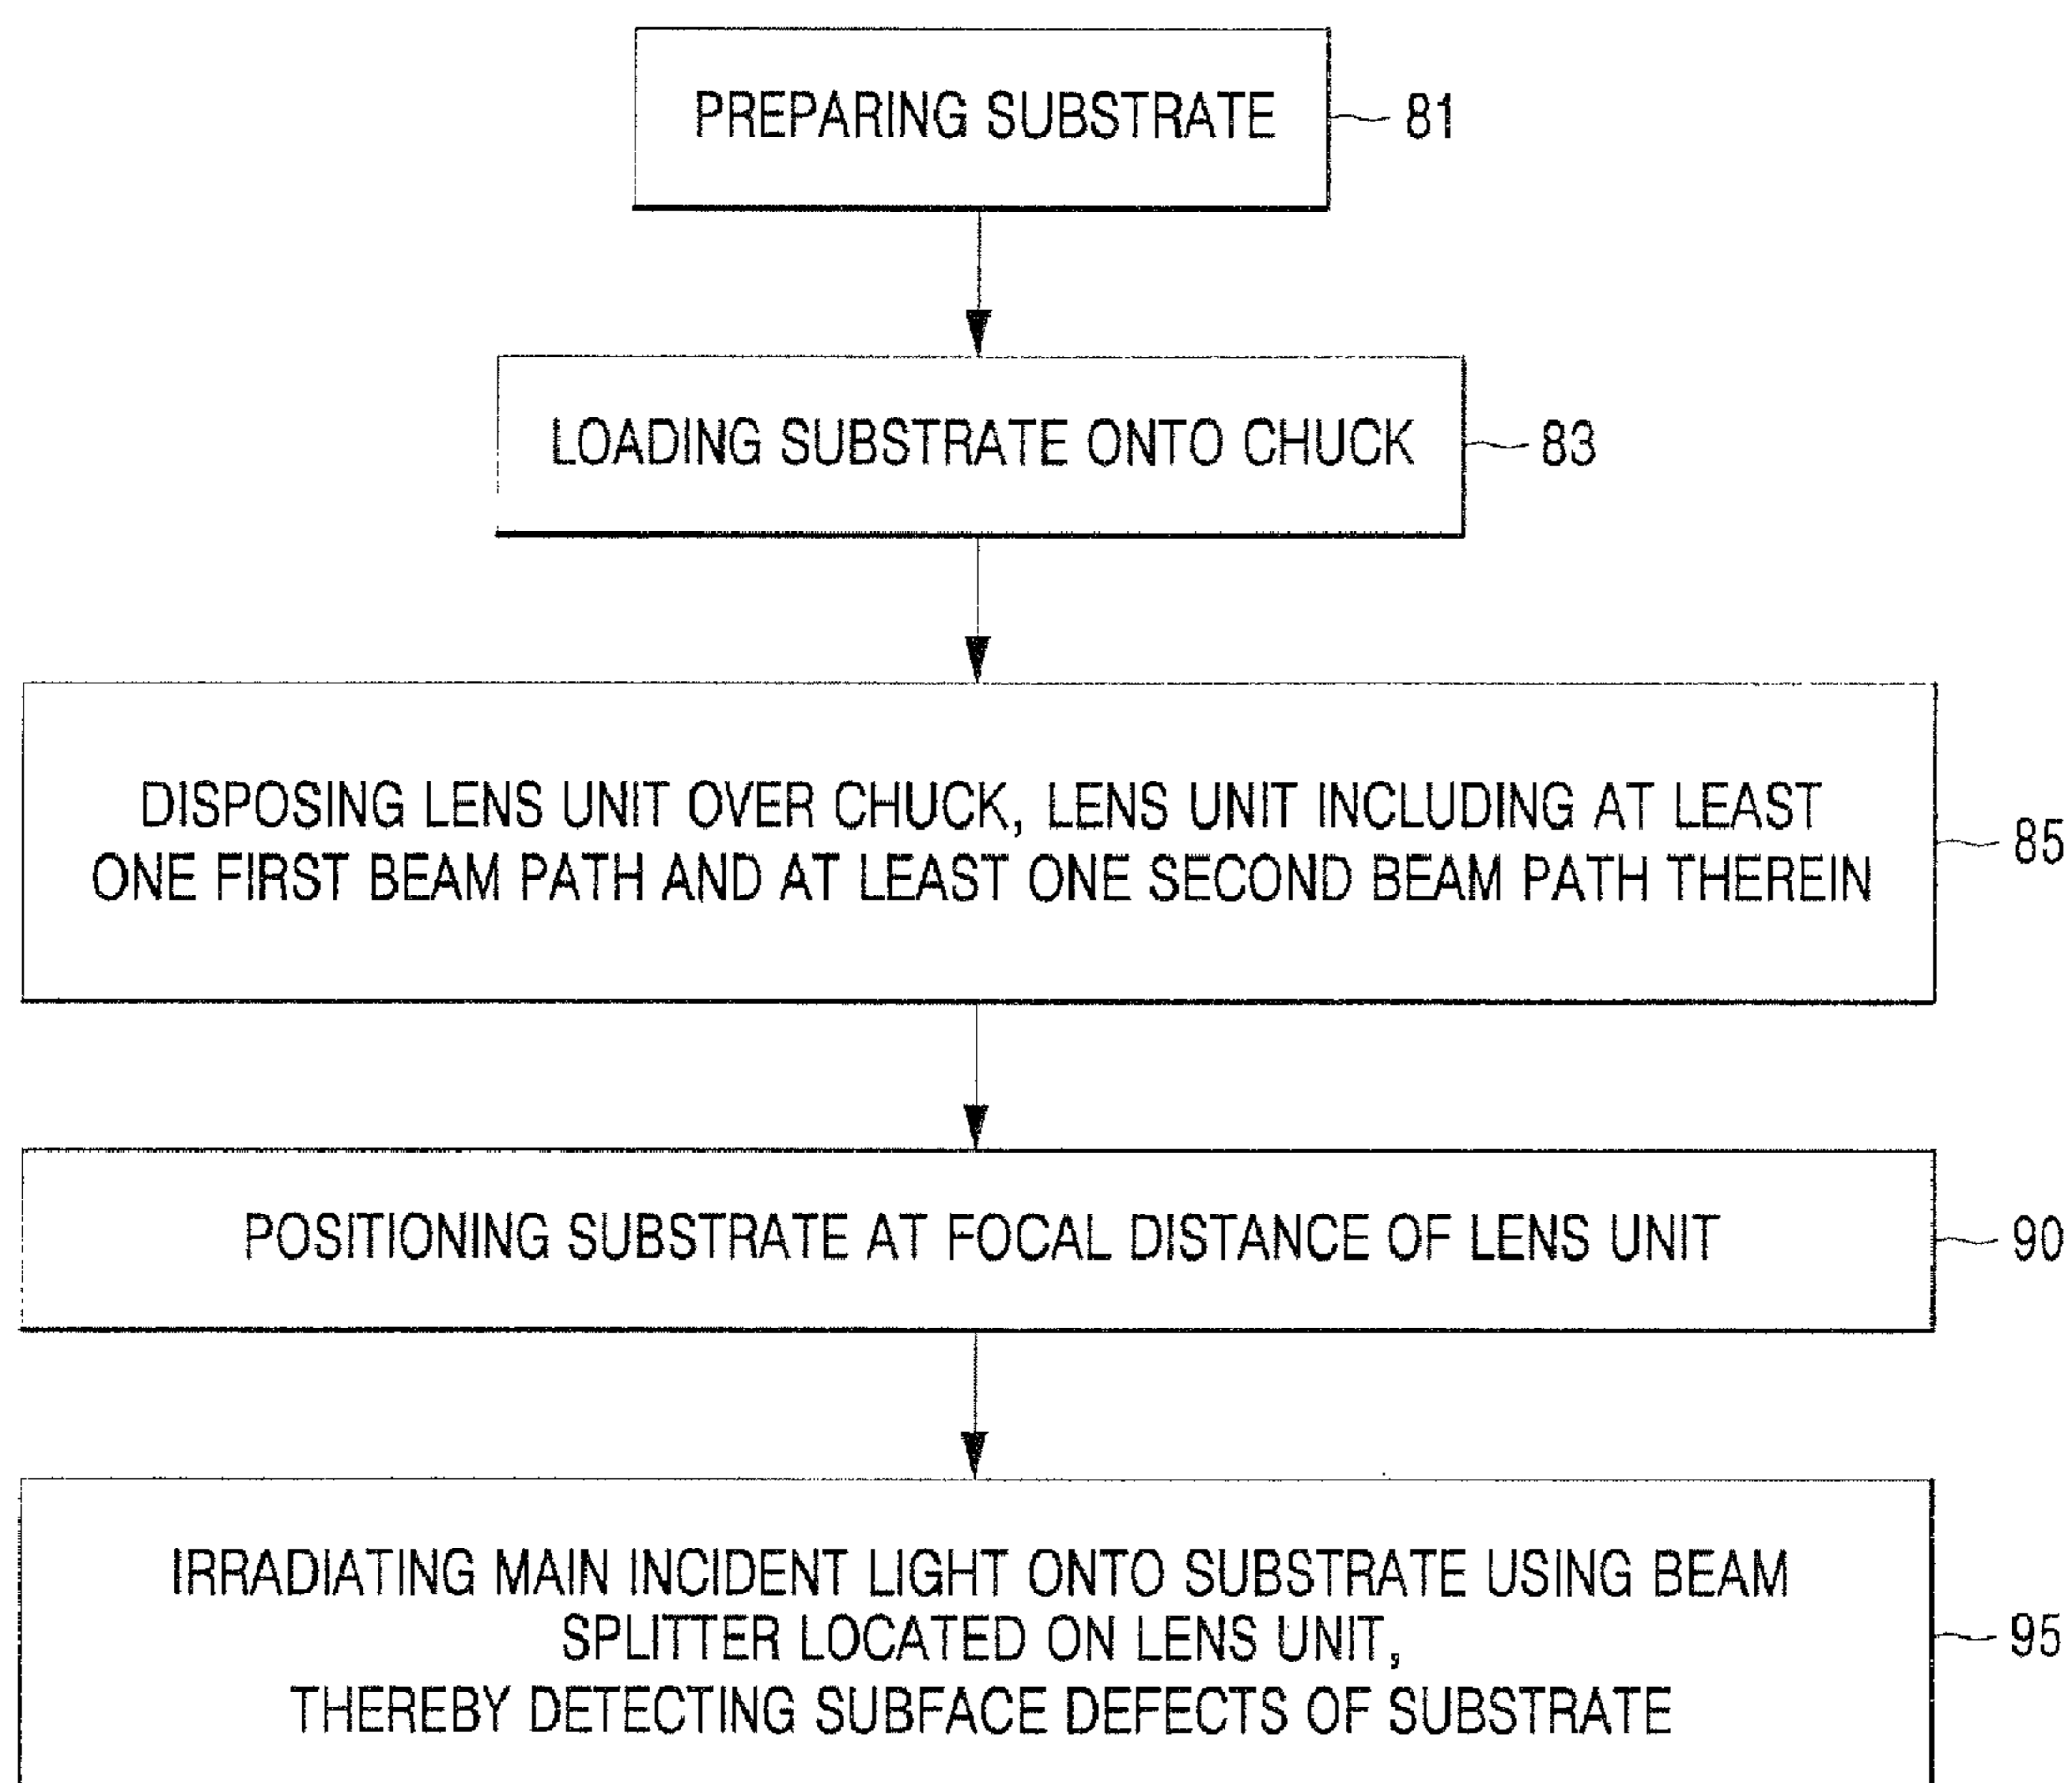 PREPARING SUBSTRATE
81
LOADING SUBSTRATE ONTO CHUCK
83
DISPOSING LENS UNIT OVER CHUCK, LENS UNIT INCLUDING AT LEAST
ONE FIRST BEAM PATH AND AT LEAST ONE SECOND BEAM PATH THEREIN
85
POSITIONING SUBSTRATE AT FOCAL DISTANCE OF LENS UNIT
90
IRRADIATING MAIN INCIDENT LIGHT ONTO SUBSTRATE USING BEAM
SPLITTER LOCATED ON LENS UNIT,
THEREBY DETECTING SUBFACE DEFECTS OF SUBSTRATE
95